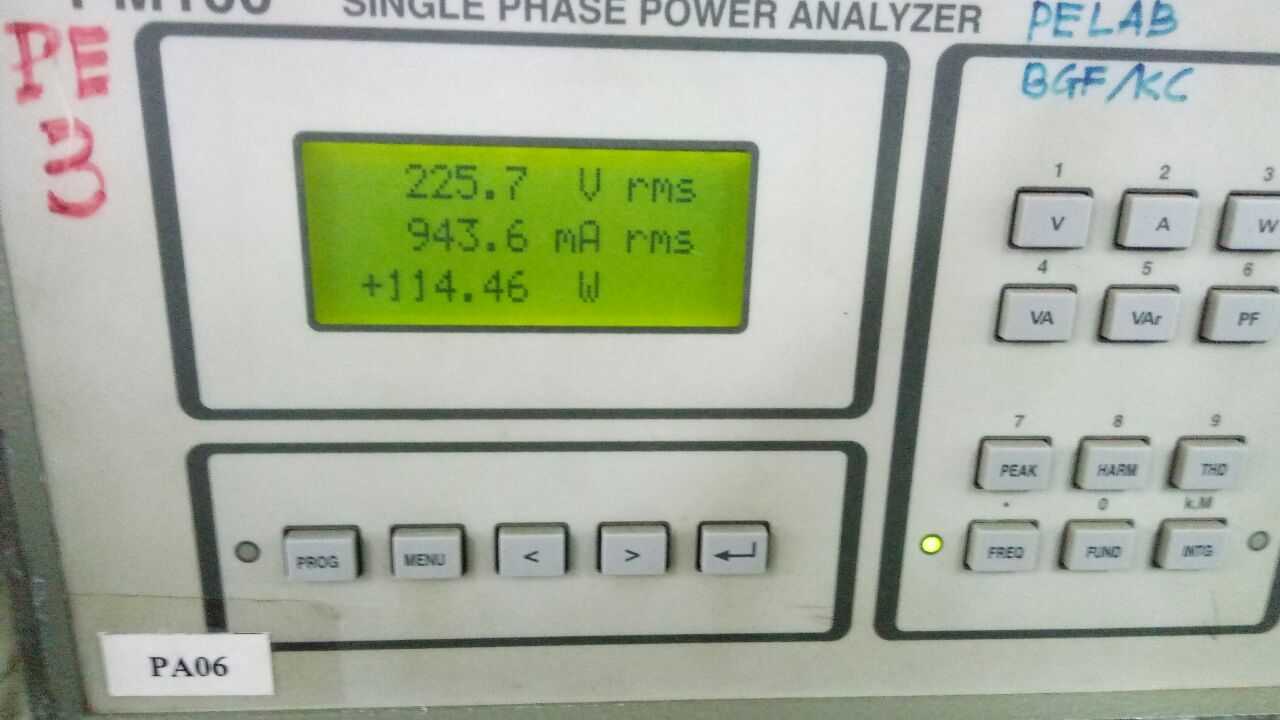 SINGLE PHASE POWER ANALYZER
PELAB
BGF/KC
PE
3
225.7 V rms
943.6 mA rms
+114.46 W
1 2 3
V A W
4 5 6
VA VAr PF
7 8 9
PEAK HARM THD
. 0 k,M
FREQ FUND INTG
PROG MENU < >
PA06